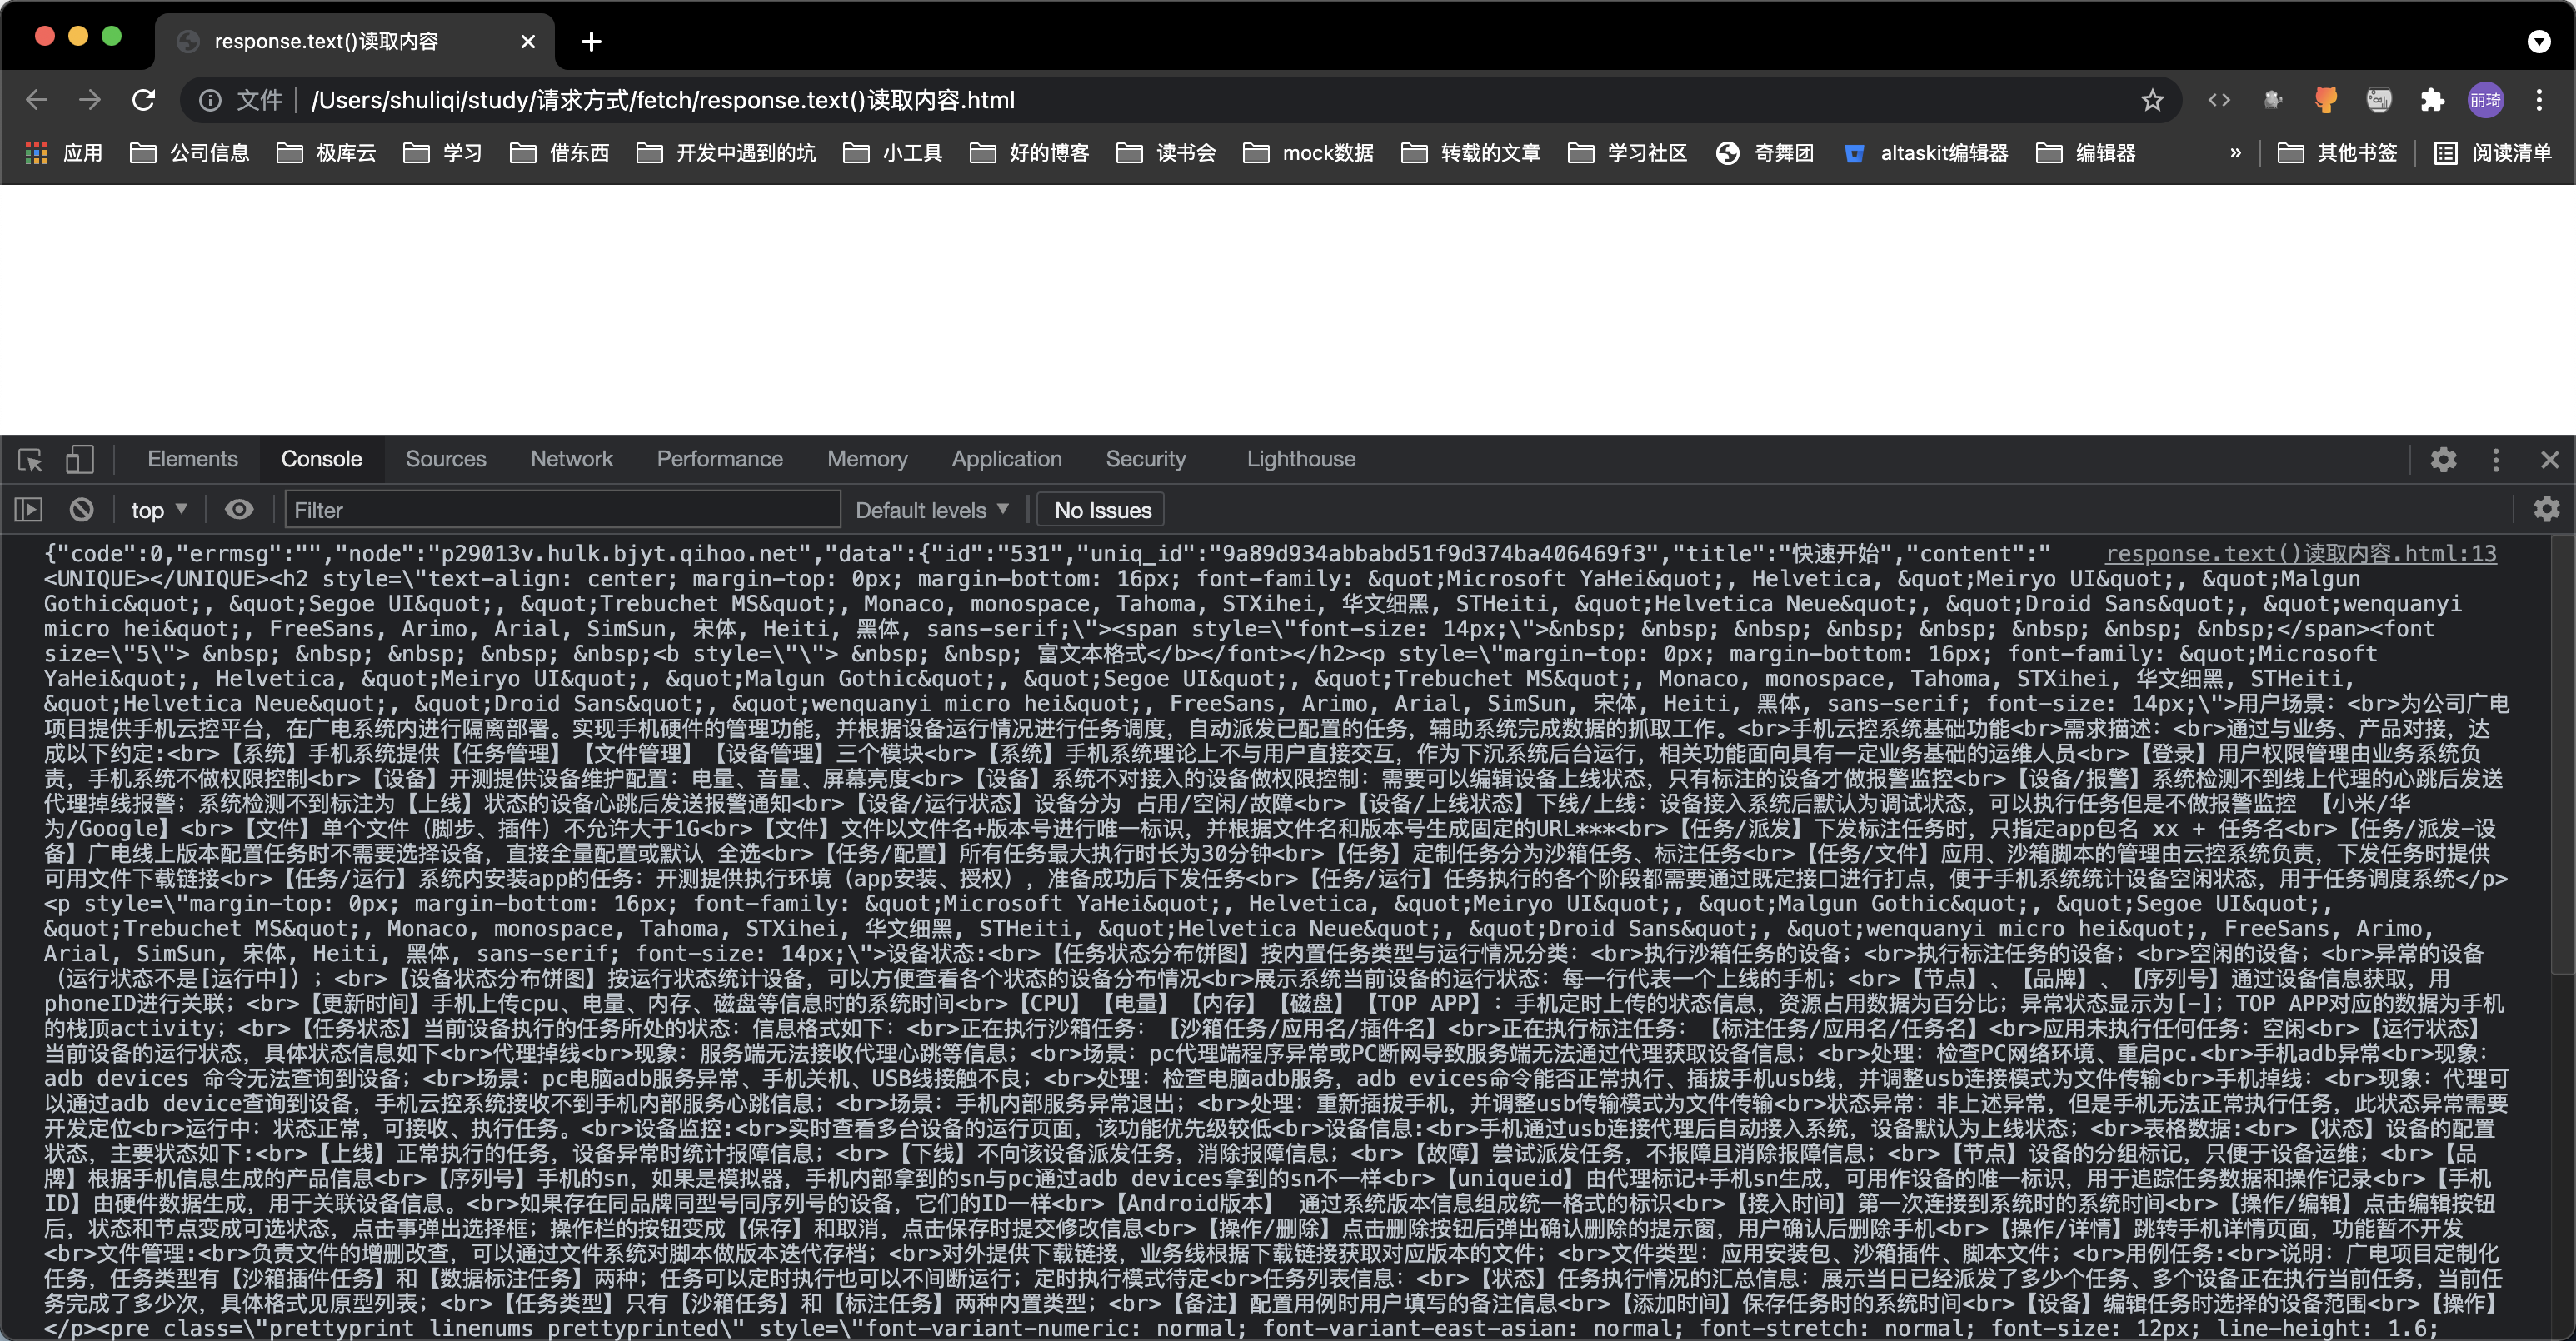 response.text()读取内容
文件 /Users/shuliqi/study/请求方式/fetch/response.text()读取内容.html
丽琦
应用 公司信息 极库云 学习 借东西 开发中遇到的坑 小工具 好的博客 读书会 mock数据 转载的文章 学习社区 奇舞团 altaskit编辑器 编辑器 » 其他书签 阅读清单
Elements Console Sources Network Performance Memory Application Security Lighthouse
top Filter Default levels No Issues
{"code":0,"errmsg":"","node":"p29013v.hulk.bjyt.qihoo.net","data":{"id":"531","uniq_id":"9a89d934abbabd51f9d374ba406469f3","title":"快速开始","content":" response.text()读取内容.html:13
<UNIQUE></UNIQUE><h2 style=\"text-align: center; margin-top: 0px; margin-bottom: 16px; font-family: &quot;Microsoft YaHei&quot;, Helvetica, &quot;Meiryo UI&quot;, &quot;Malgun
Gothic&quot;, &quot;Segoe UI&quot;, &quot;Trebuchet MS&quot;, Monaco, monospace, Tahoma, STXihei, 华文细黑, STHeiti, &quot;Helvetica Neue&quot;, &quot;Droid Sans&quot;, &quot;wenquanyi
micro hei&quot;, FreeSans, Arimo, Arial, SimSun, 宋体, Heiti, 黑体, sans-serif;\"><span style=\"font-size: 14px;\">&nbsp; &nbsp; &nbsp; &nbsp; &nbsp; &nbsp; &nbsp; &nbsp;</span><font
size=\"5\"> &nbsp; &nbsp; &nbsp; &nbsp; &nbsp;<b style=\"\"> &nbsp; &nbsp; 富文本格式</b></font></h2><p style=\"margin-top: 0px; margin-bottom: 16px; font-family: &quot;Microsoft
YaHei&quot;, Helvetica, &quot;Meiryo UI&quot;, &quot;Malgun Gothic&quot;, &quot;Segoe UI&quot;, &quot;Trebuchet MS&quot;, Monaco, monospace, Tahoma, STXihei, 华文细黑, STHeiti,
&quot;Helvetica Neue&quot;, &quot;Droid Sans&quot;, &quot;wenquanyi micro hei&quot;, FreeSans, Arimo, Arial, SimSun, 宋体, Heiti, 黑体, sans-serif; font-size: 14px;\">用户场景：<br>为公司广电
项目提供手机云控平台，在广电系统内进行隔离部署。实现手机硬件的管理功能，并根据设备运行情况进行任务调度，自动派发已配置的任务，辅助系统完成数据的抓取工作。<br>手机云控系统基础功能<br>需求描述：<br>通过与业务、产品对接，达
成以下约定:<br>【系统】手机系统提供【任务管理】【文件管理】【设备管理】三个模块<br>【系统】手机系统理论上不与用户直接交互，作为下沉系统后台运行，相关功能面向具有一定业务基础的运维人员<br>【登录】用户权限管理由业务系统负
责，手机系统不做权限控制<br>【设备】开测提供设备维护配置：电量、音量、屏幕亮度<br>【设备】系统不对接入的设备做权限控制：需要可以编辑设备上线状态，只有标注的设备才做报警监控<br>【设备/报警】系统检测不到线上代理的心跳后发送
代理掉线报警；系统检测不到标注为【上线】状态的设备心跳后发送报警通知<br>【设备/运行状态】设备分为 占用/空闲/故障<br>【设备/上线状态】下线/上线：设备接入系统后默认为调试状态，可以执行任务但是不做报警监控 【小米/华
为/Google】<br>【文件】单个文件（脚步、插件）不允许大于1G<br>【文件】文件以文件名+版本号进行唯一标识，并根据文件名和版本号生成固定的URL***<br>【任务/派发】下发标注任务时，只指定app包名 xx + 任务名<br>【任务/派发-设
备】广电线上版本配置任务时不需要选择设备，直接全量配置或默认 全选<br>【任务/配置】所有任务最大执行时长为30分钟<br>【任务】定制任务分为沙箱任务、标注任务<br>【任务/文件】应用、沙箱脚本的管理由云控系统负责，下发任务时提供
可用文件下载链接<br>【任务/运行】系统内安装app的任务：开测提供执行环境（app安装、授权），准备成功后下发任务<br>【任务/运行】任务执行的各个阶段都需要通过既定接口进行打点，便于手机系统统计设备空闲状态，用于任务调度系统</p>
<p style=\"margin-top: 0px; margin-bottom: 16px; font-family: &quot;Microsoft YaHei&quot;, Helvetica, &quot;Meiryo UI&quot;, &quot;Malgun Gothic&quot;, &quot;Segoe UI&quot;,
&quot;Trebuchet MS&quot;, Monaco, monospace, Tahoma, STXihei, 华文细黑, STHeiti, &quot;Helvetica Neue&quot;, &quot;Droid Sans&quot;, &quot;wenquanyi micro hei&quot;, FreeSans, Arimo,
Arial, SimSun, 宋体, Heiti, 黑体, sans-serif; font-size: 14px;\">设备状态:<br>【任务状态分布饼图】按内置任务类型与运行情况分类：<br>执行沙箱任务的设备；<br>执行标注任务的设备；<br>空闲的设备；<br>异常的设备
（运行状态不是[运行中]）；<br>【设备状态分布饼图】按运行状态统计设备，可以方便查看各个状态的设备分布情况<br>展示系统当前设备的运行状态：每一行代表一个上线的手机；<br>【节点】、【品牌】、【序列号】通过设备信息获取，用
phoneID进行关联；<br>【更新时间】手机上传cpu、电量、内存、磁盘等信息时的系统时间<br>【CPU】【电量】【内存】【磁盘】【TOP APP】：手机定时上传的状态信息，资源占用数据为百分比；异常状态显示为[-]；TOP APP对应的数据为手机
的栈顶activity；<br>【任务状态】当前设备执行的任务所处的状态：信息格式如下：<br>正在执行沙箱任务：【沙箱任务/应用名/插件名】<br>正在执行标注任务：【标注任务/应用名/任务名】<br>应用未执行任何任务：空闲<br>【运行状态】
当前设备的运行状态，具体状态信息如下<br>代理掉线<br>现象：服务端无法接收代理心跳等信息；<br>场景：pc代理端程序异常或PC断网导致服务端无法通过代理获取设备信息；<br>处理：检查PC网络环境、重启pc.<br>手机adb异常<br>现象：
adb devices 命令无法查询到设备；<br>场景：pc电脑adb服务异常、手机关机、USB线接触不良；<br>处理：检查电脑adb服务，adb evices命令能否正常执行、插拔手机usb线，并调整usb连接模式为文件传输<br>手机掉线：<br>现象：代理可
以通过adb device查询到设备，手机云控系统接收不到手机内部服务心跳信息；<br>场景：手机内部服务异常退出；<br>处理：重新插拔手机，并调整usb传输模式为文件传输<br>状态异常：非上述异常，但是手机无法正常执行任务，此状态异常需要
开发定位<br>运行中：状态正常，可接收、执行任务。<br>设备监控:<br>实时查看多台设备的运行页面，该功能优先级较低<br>设备信息:<br>手机通过usb连接代理后自动接入系统，设备默认为上线状态；<br>表格数据:<br>【状态】设备的配置
状态，主要状态如下:<br>【上线】正常执行的任务，设备异常时统计报障信息；<br>【下线】不向该设备派发任务，消除报障信息；<br>【故障】尝试派发任务，不报障且消除报障信息；<br>【节点】设备的分组标记，只便于设备运维；<br>【品
牌】根据手机信息生成的产品信息<br>【序列号】手机的sn，如果是模拟器，手机内部拿到的sn与pc通过adb devices拿到的sn不一样<br>【uniqueid】由代理标记+手机sn生成，可用作设备的唯一标识，用于追踪任务数据和操作记录<br>【手机
ID】由硬件数据生成，用于关联设备信息。<br>如果存在同品牌同型号同序列号的设备，它们的ID一样<br>【Android版本】 通过系统版本信息组成统一格式的标识<br>【接入时间】第一次连接到系统时的系统时间<br>【操作/编辑】点击编辑按钮
后，状态和节点变成可选状态，点击事弹出选择框；操作栏的按钮变成【保存】和取消，点击保存时提交修改信息<br>【操作/删除】点击删除按钮后弹出确认删除的提示窗，用户确认后删除手机<br>【操作/详情】跳转手机详情页面，功能暂不开发
<br>文件管理:<br>负责文件的增删改查，可以通过文件系统对脚本做版本迭代存档；<br>对外提供下载链接，业务线根据下载链接获取对应版本的文件；<br>文件类型：应用安装包、沙箱插件、脚本文件；<br>用例任务:<br>说明：广电项目定制化
任务，任务类型有【沙箱插件任务】和【数据标注任务】两种；任务可以定时执行也可以不间断运行；定时执行模式待定<br>任务列表信息：<br>【状态】任务执行情况的汇总信息：展示当日已经派发了多少个任务、多个设备正在执行当前任务，当前任
务完成了多少次，具体格式见原型列表；<br>【任务类型】只有【沙箱任务】和【标注任务】两种内置类型；<br>【备注】配置用例时用户填写的备注信息<br>【添加时间】保存任务时的系统时间<br>【设备】编辑任务时选择的设备范围<br>【操作】
</p><pre class=\"prettyprint linenums prettyprinted\" style=\"font-variant-numeric: normal; font-variant-east-asian: normal; font-stretch: normal; font-size: 12px; line-height: 1.6;